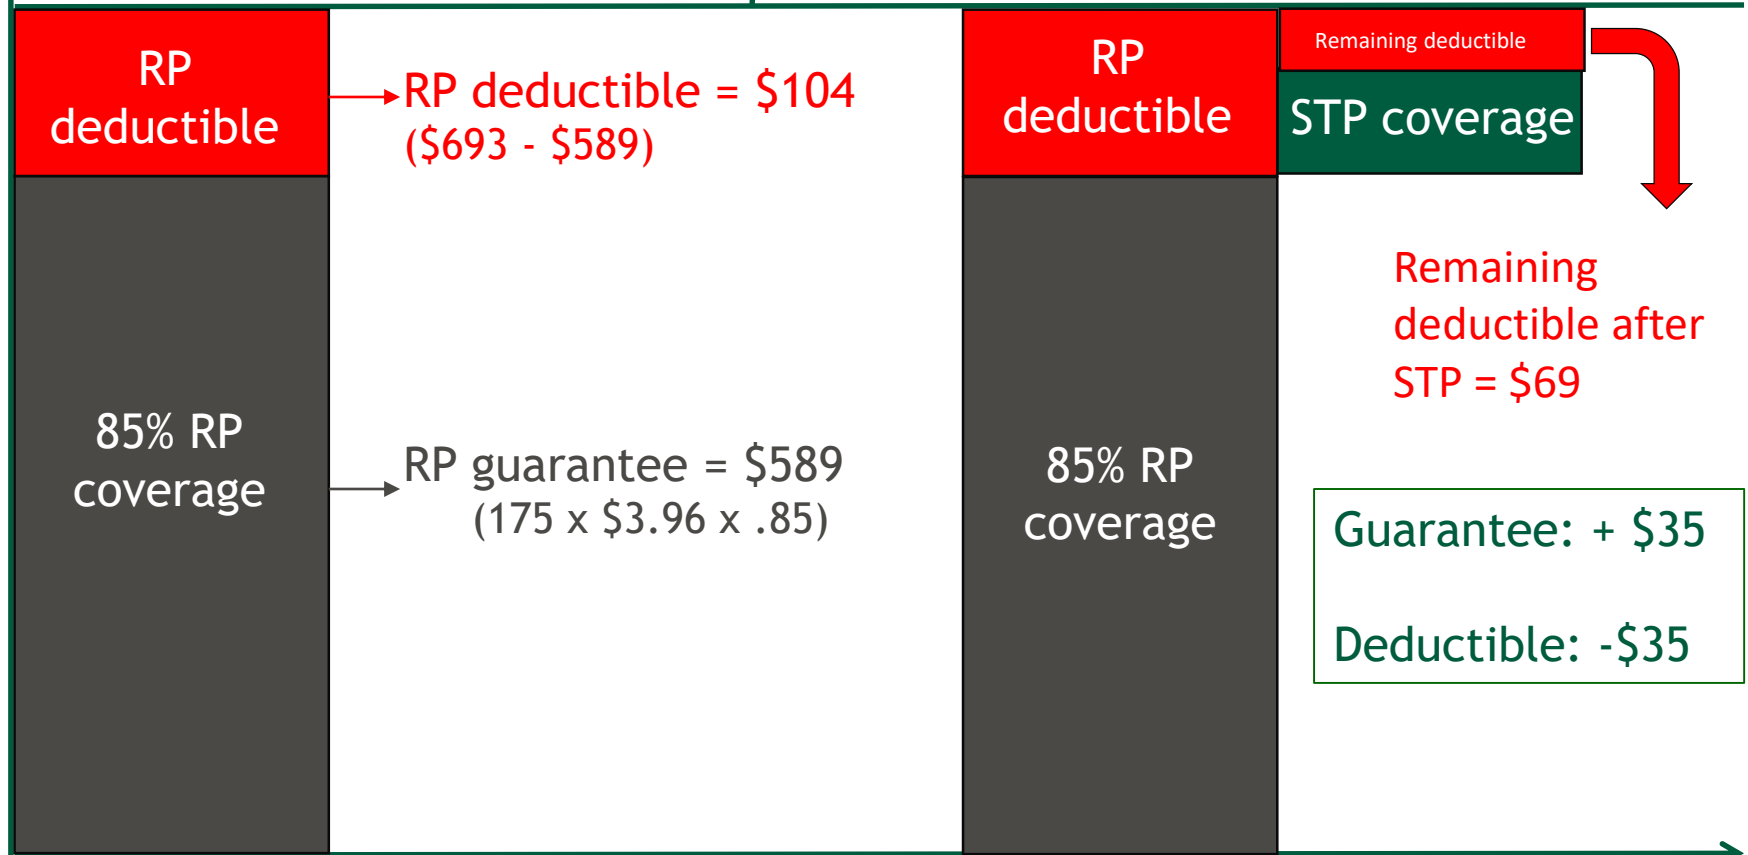 RP
deductible
RP deductible = $104
($693 - $589)
85% RP
coverage
RP guarantee = $589
(175 x $3.96 x .85)
RP
deductible
Remaining deductible
STP coverage
Remaining
deductible after
STP = $69
85% RP
coverage
Guarantee: + $35
Deductible: -$35